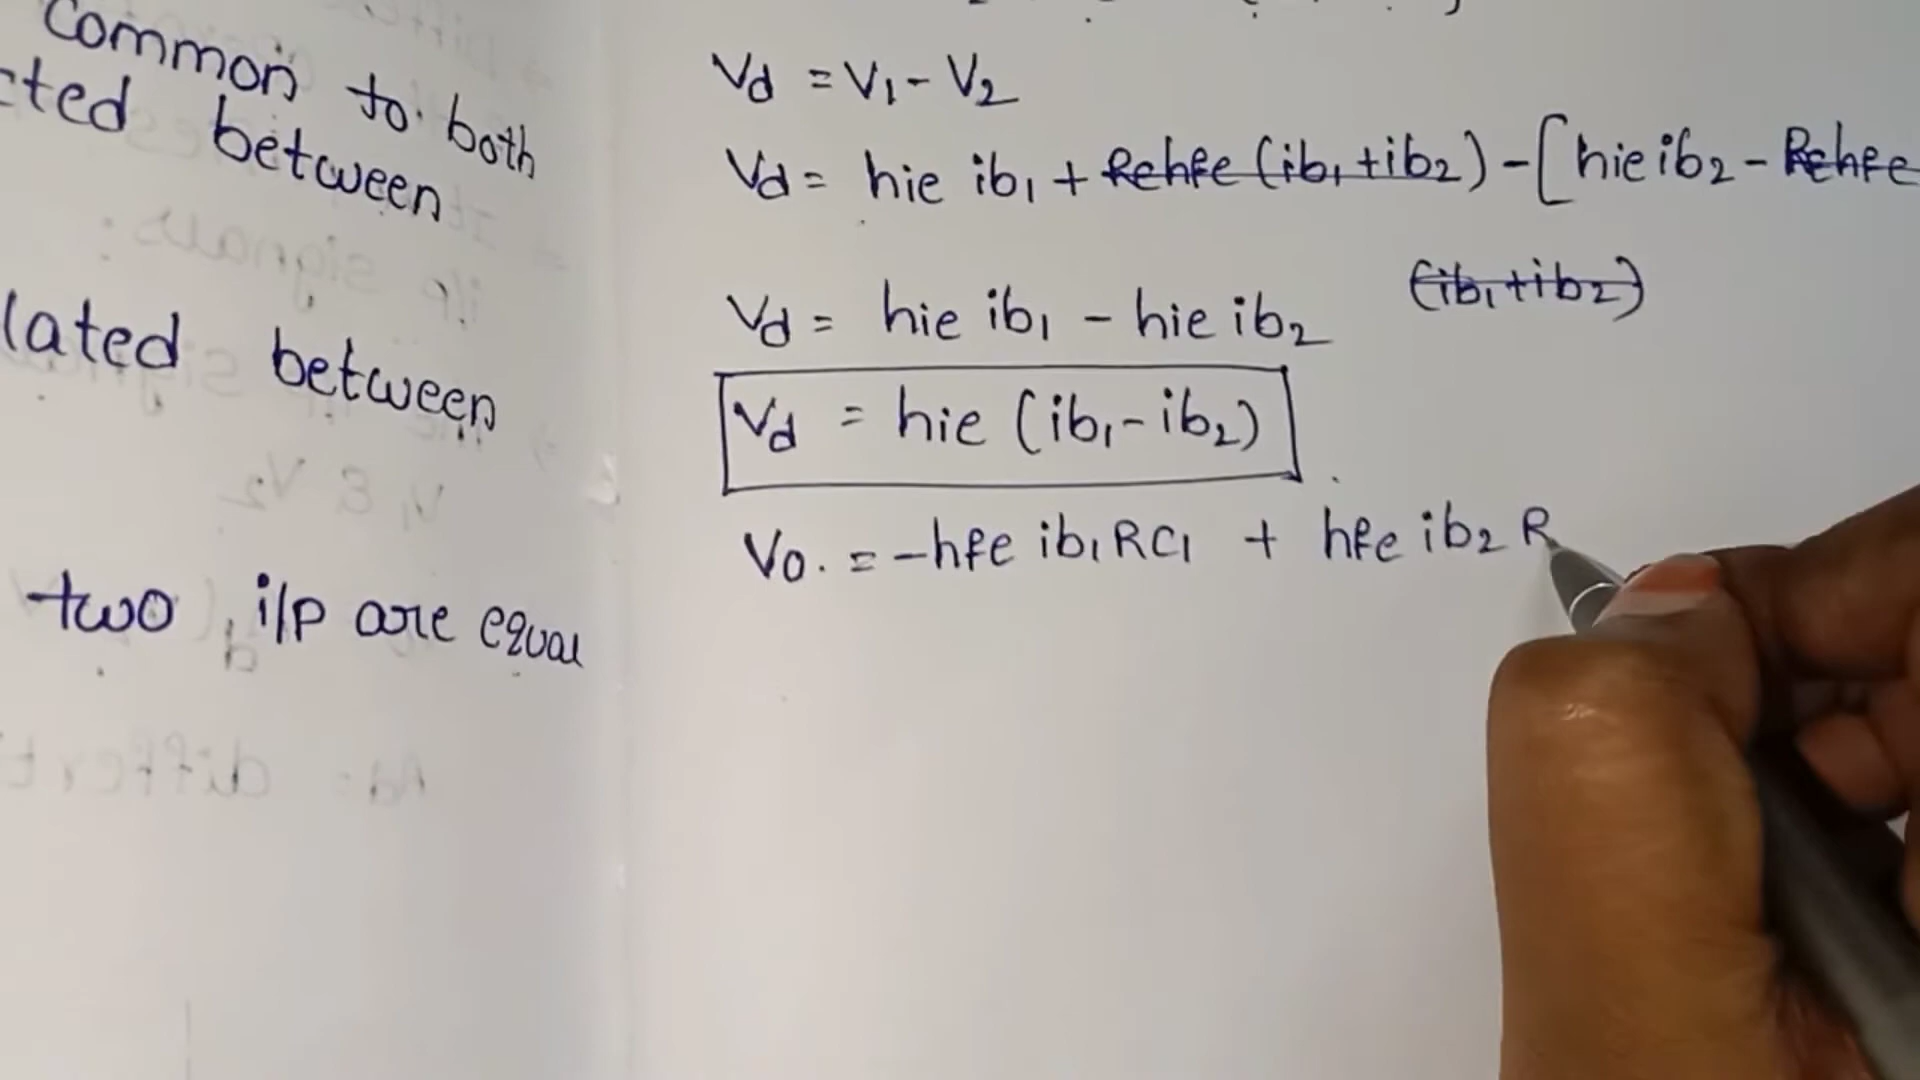 common to both
cted between
lated between
two i/p are equal
Vd = V1 - V2
Vd = hie ib1 + Rehfe (ib1 + ib2) - [hie ib2 - Rehfe
(ib1 + ib2)
Vd = hie ib1 - hie ib2
Vd = hie (ib1 - ib2)
Vo. = -hfe ib1 RC1 + hfe ib2 R